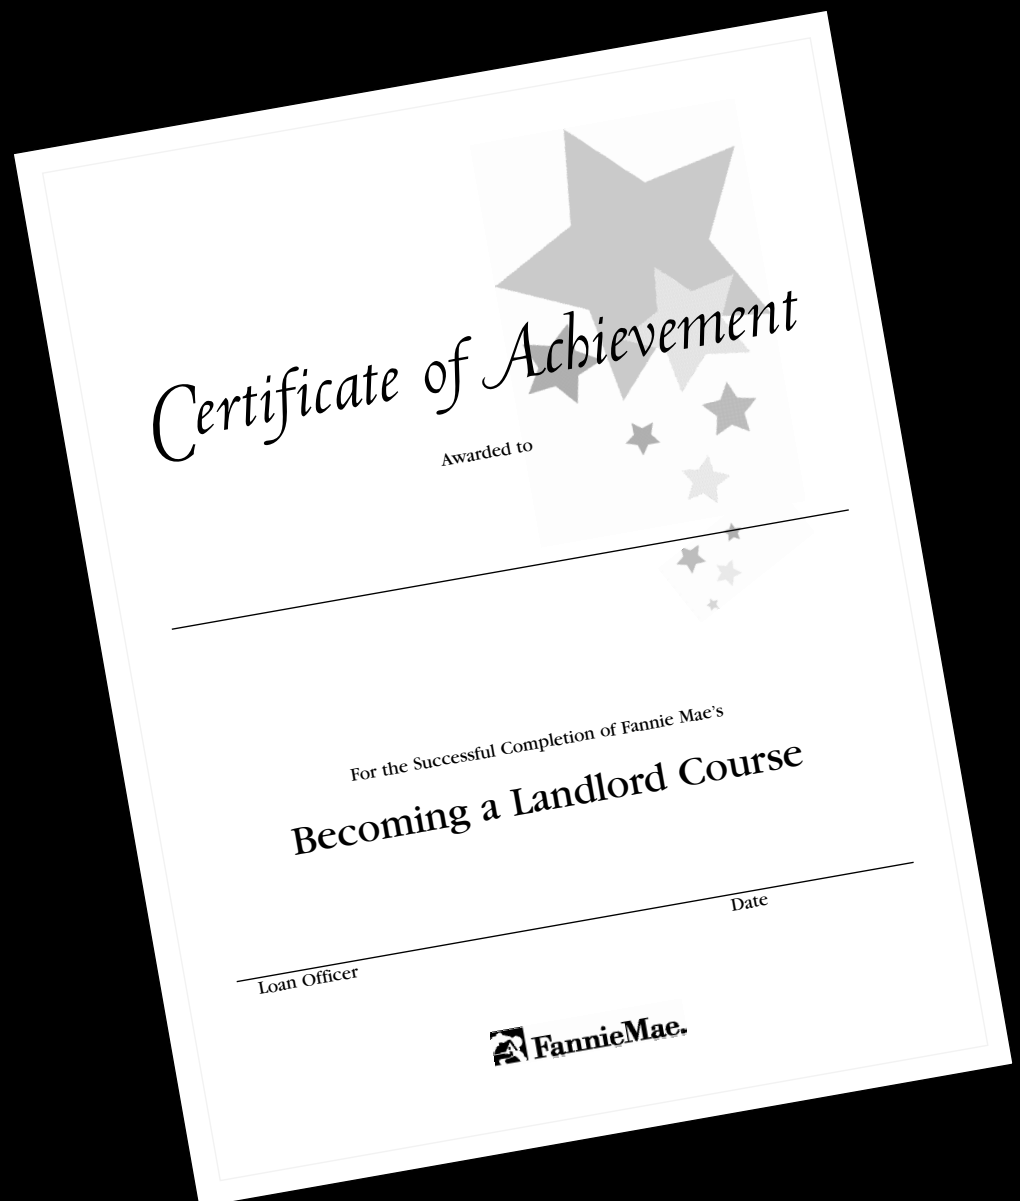 Certificate of Achievement
Awarded to
For the Successful Completion of Fannie Mae's
Becoming a Landlord Course
Date
Loan Officer
FannieMae.